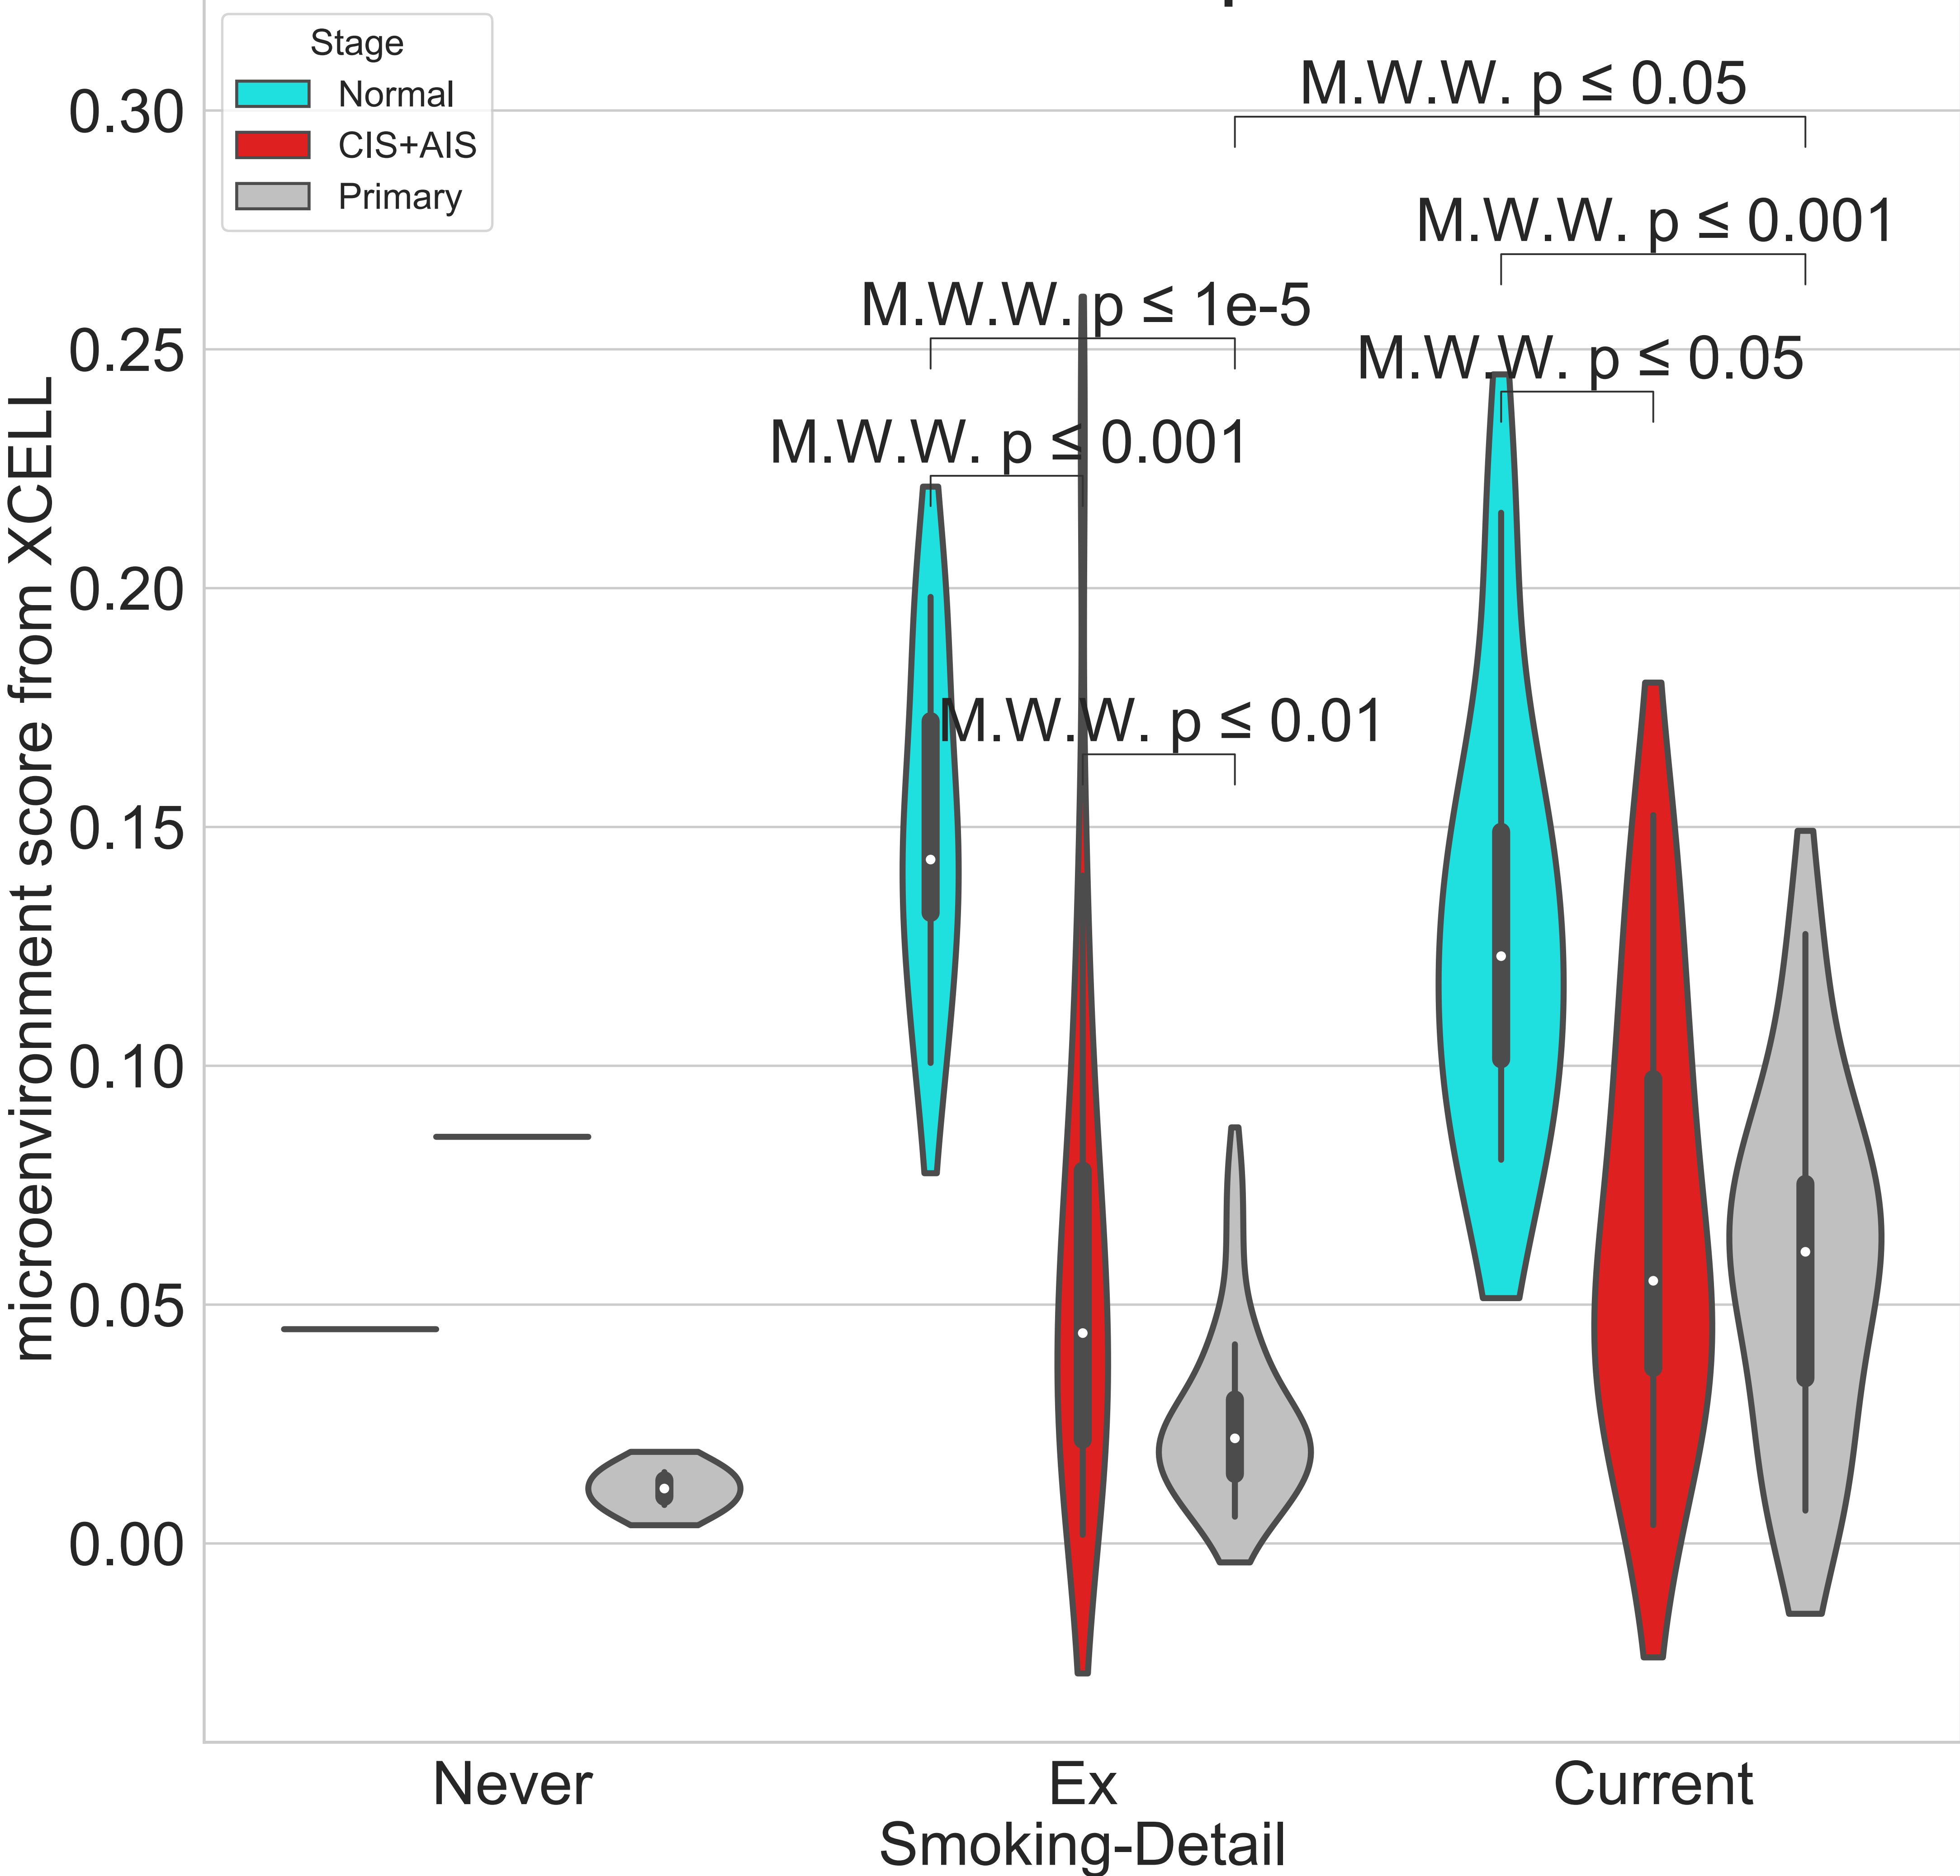 Stage
Normal
CIS+AIS
Primary
M.W.W. p ≤ 0.05
M.W.W. p ≤ 0.001
M.W.W. p ≤ 1e-5
M.W.W. p ≤ 0.05
M.W.W. p ≤ 0.001
M.W.W. p ≤ 0.01
microenvironment score from XCELL
0.30
0.25
0.20
0.15
0.10
0.05
0.00
Never
Ex
Current
Smoking-Detail